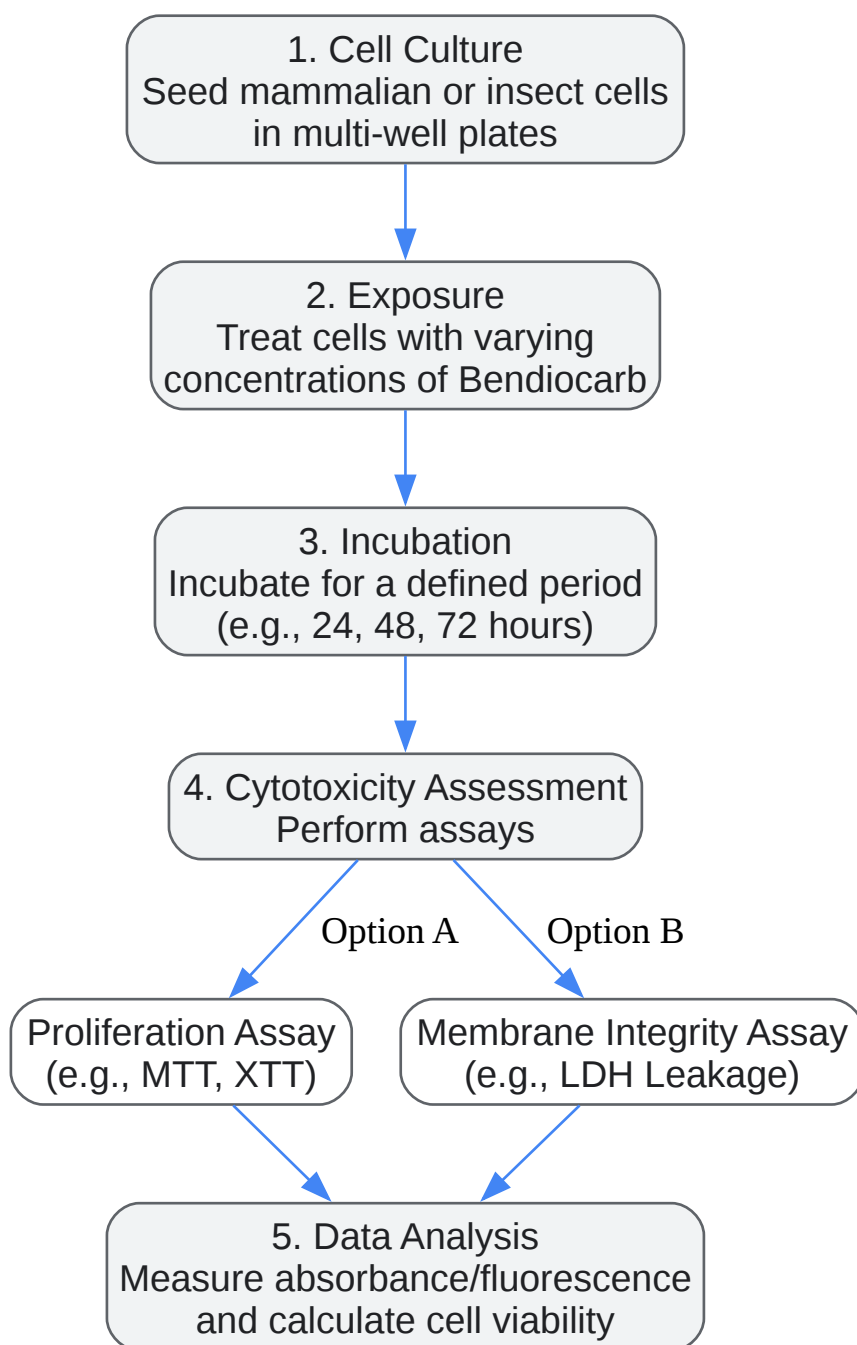 1. Cell Culture
Seed mammalian or insect cells
in multi-well plates
2. Exposure
Treat cells with varying
concentrations of Bendiocarb
3. Incubation
Incubate for a defined period
(e.g., 24, 48, 72 hours)
4. Cytotoxicity Assessment
Perform assays
Option A
Option B
Proliferation Assay
(e.g., MTT, XTT)
Membrane Integrity Assay
(e.g., LDH Leakage)
5. Data Analysis
Measure absorbance/fluorescence
and calculate cell viability